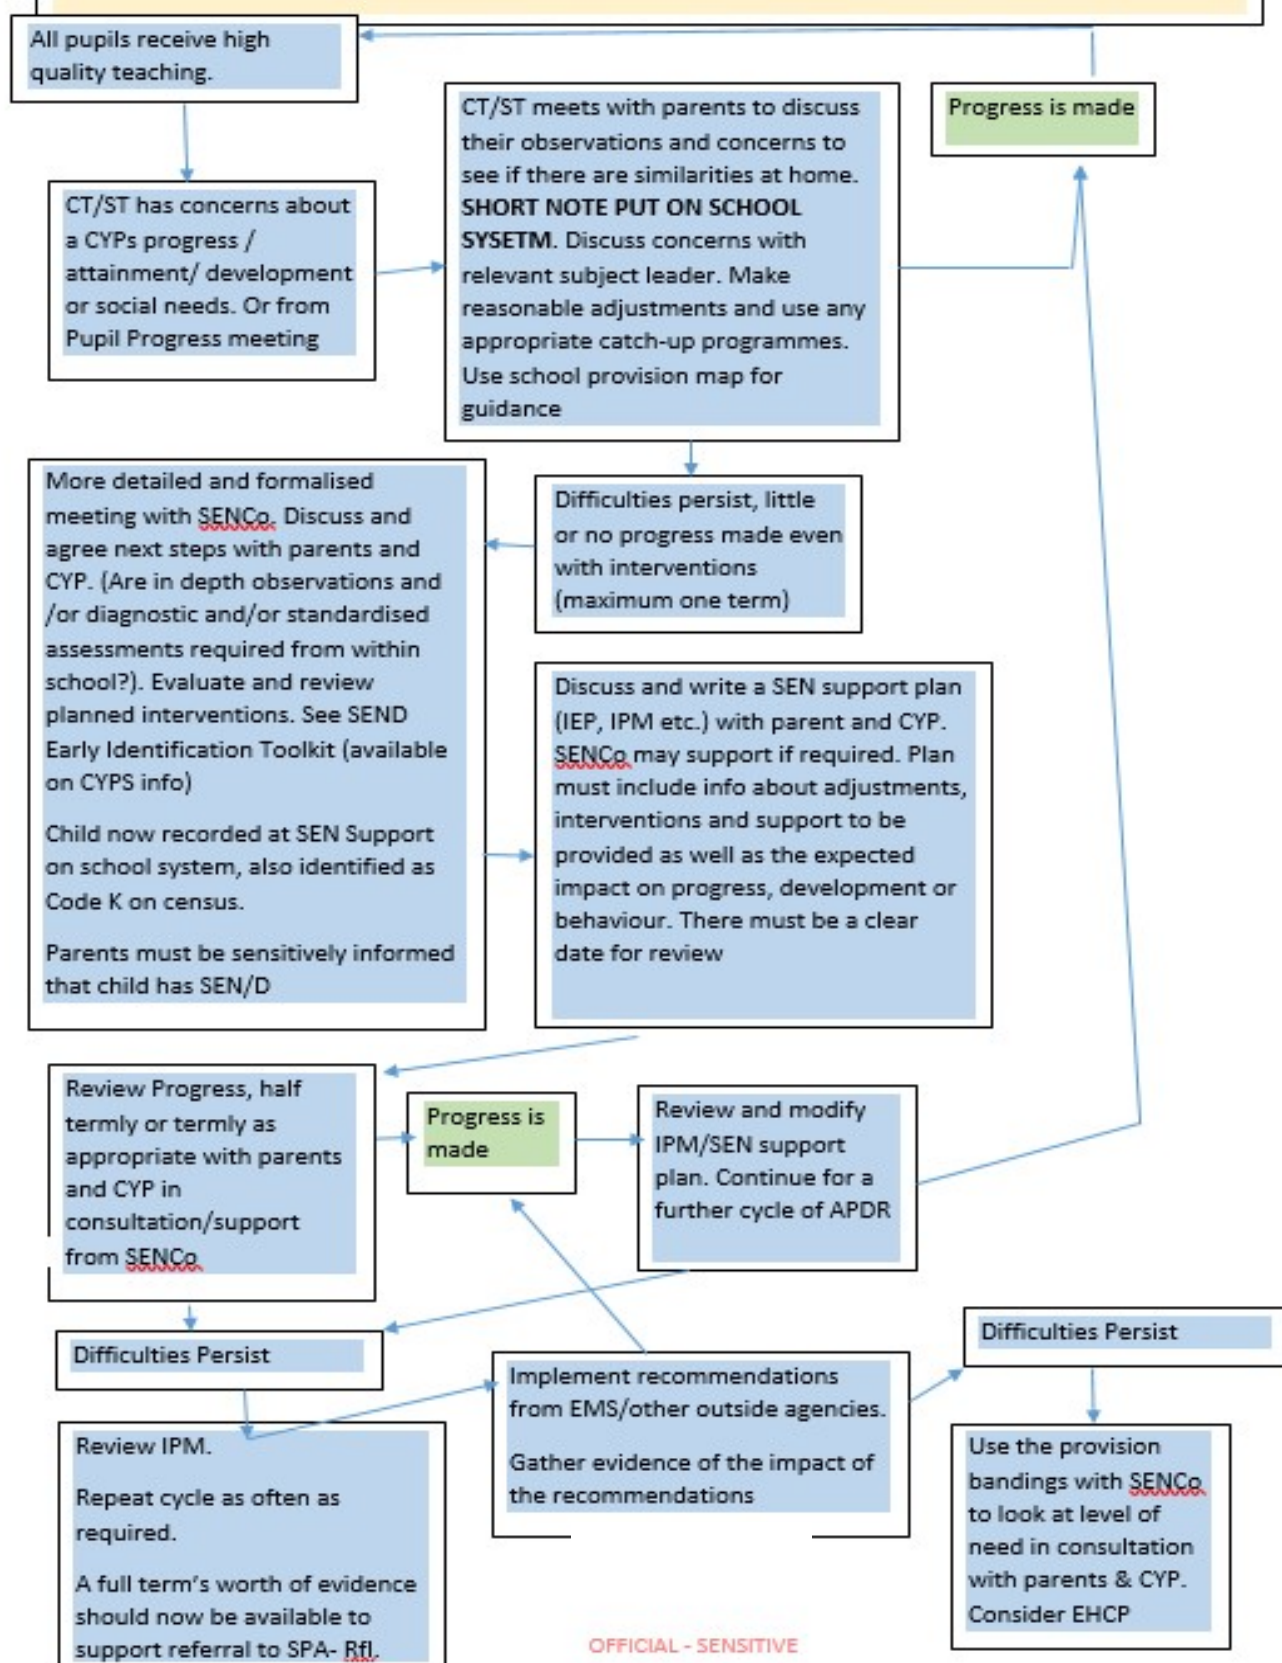 All pupils receive high
quality teaching.
Progress is made
CT/ST has concerns about
a CYPs progress /
attainment/ development
or social needs. Or from
Pupil Progress meeting
CT/ST meets with parents to discuss
their observations and concerns to
see if there are similarities at home.
SHORT NOTE PUT ON SCHOOL
SYSETM. Discuss concerns with
relevant subject leader. Make
reasonable adjustments and use any
appropriate catch-up programmes.
Use school provision map for
guidance
Difficulties persist, little
or no progress made even
with interventions
(maximum one term)
More detailed and formalised
meeting with SENCo. Discuss and
agree next steps with parents and
CYP. (Are in depth observations and
/or diagnostic and/or standardised
assessments required from within
school?). Evaluate and review
planned interventions. See SEND
Early Identification Toolkit (available
on CYPS info)
Child now recorded at SEN Support
on school system, also identified as
Code K on census.
Parents must be sensitively informed
that child has SEN/D
Discuss and write a SEN support plan
(IEP, IPM etc.) with parent and CYP.
SENCo may support if required. Plan
must include info about adjustments,
interventions and support to be
provided as well as the expected
impact on progress, development or
behaviour. There must be a clear
date for review
Review Progress, half
termly or termly as
appropriate with parents
and CYP in
consultation/support
from SENCo
Progress is
made
Review and modify
IPM/SEN support
plan. Continue for a
further cycle of APDR
Difficulties Persist
Review IPM.
Repeat cycle as often as
required.
A full term's worth of evidence
should now be available to
support referral to SPA- Rfl.
Implement recommendations
from EMS/other outside agencies.
Gather evidence of the impact of
the recommendations
Difficulties Persist
Use the provision
bandings with SENCo
to look at level of
need in consultation
with parents & CYP.
Consider EHCP
OFFICIAL - SENSITIVE